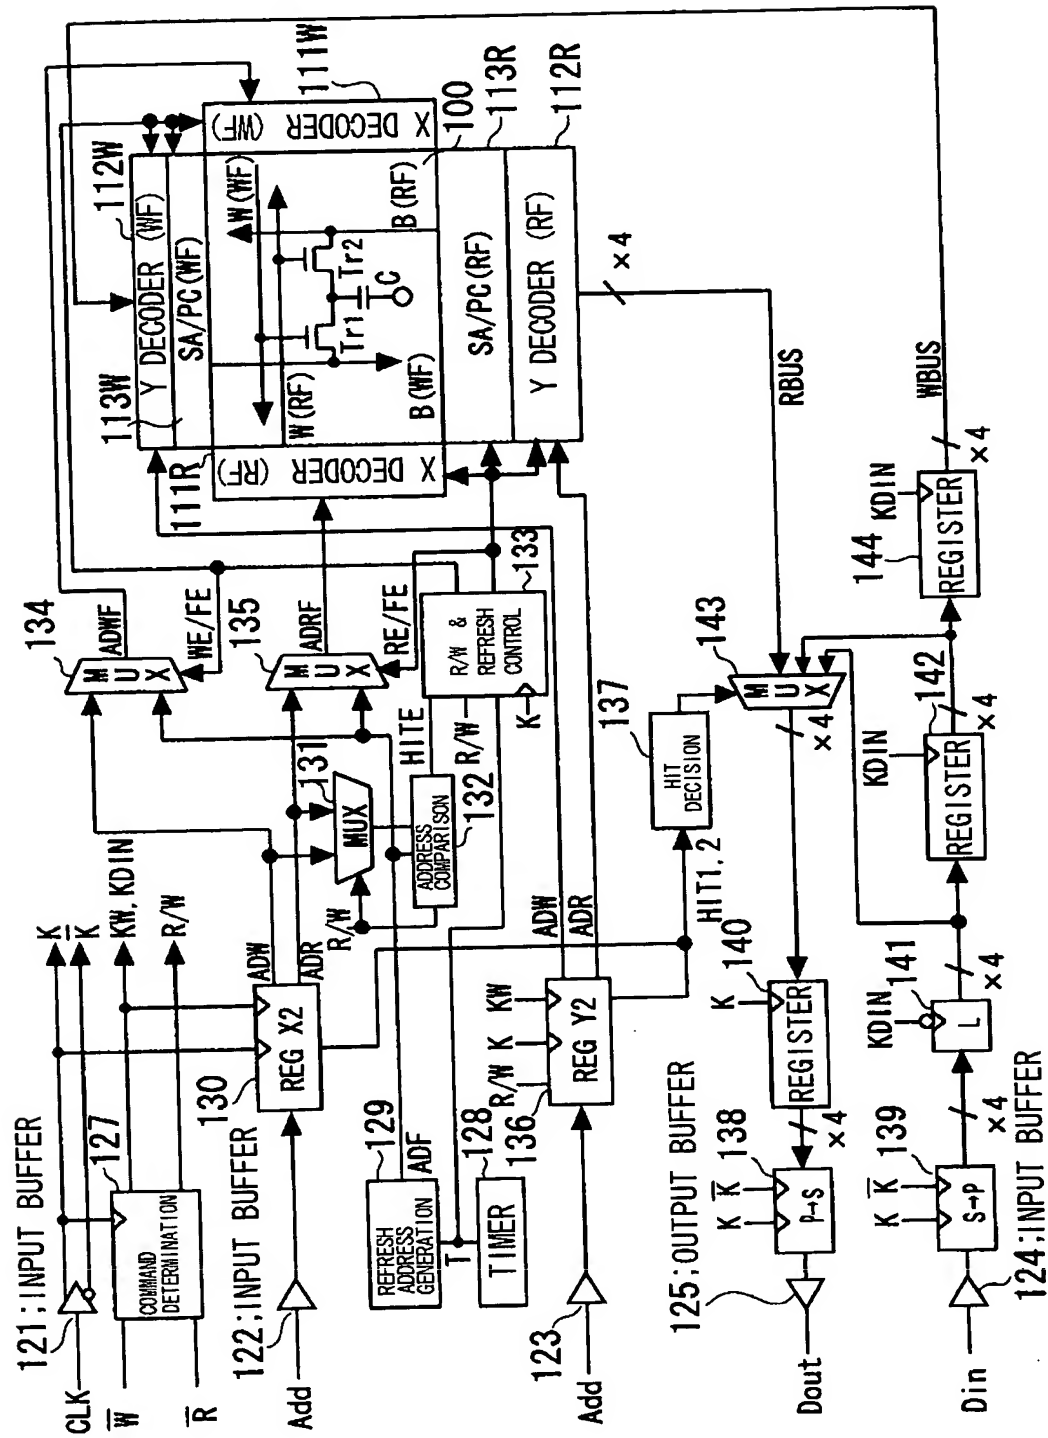 CLK
W
R
121;INPUT BUFFER
127
COMMAND
DETERMINATION
K
K
KW, KDIN
R/W
Add
122;INPUT BUFFER
130
REG X2
ADW
ADR
R/W
MUX
131
ADDRESS
COMPARISON
132
HITE
R/W
129
REFRESH
ADDRESS
GENERATION
ADF
T
128
TIMER
R/W &
REFRESH
CONTROL
133
K
134
MUX
ADWF
WE/FE
135
MUX
ADRF
RE/FE
Add
123
136
R/W
K
KW
REG Y2
ADW
ADR
HIT1, 2
137
HIT
DECISION
112W
Y DECODER (WF)
113W
SA/PC(WF)
X DECODER (WF)
111W
111R
X DECODER (RF)
W(WF)
W(RF)
Tr1
Tr2
C
B(WF)
B(RF)
100
SA/PC(RF)
113R
Y DECODER (RF)
112R
×4
RBUS
143
MUX
×4
Dout
125;OUTPUT BUFFER
138
K
K
P→S
×4
140
K
REGISTER
Din
124;INPUT BUFFER
139
K
K
S→P
×4
141
KDIN
L
×4
142
KDIN
REGISTER
×4
144
KDIN
REGISTER
×4
WBUS